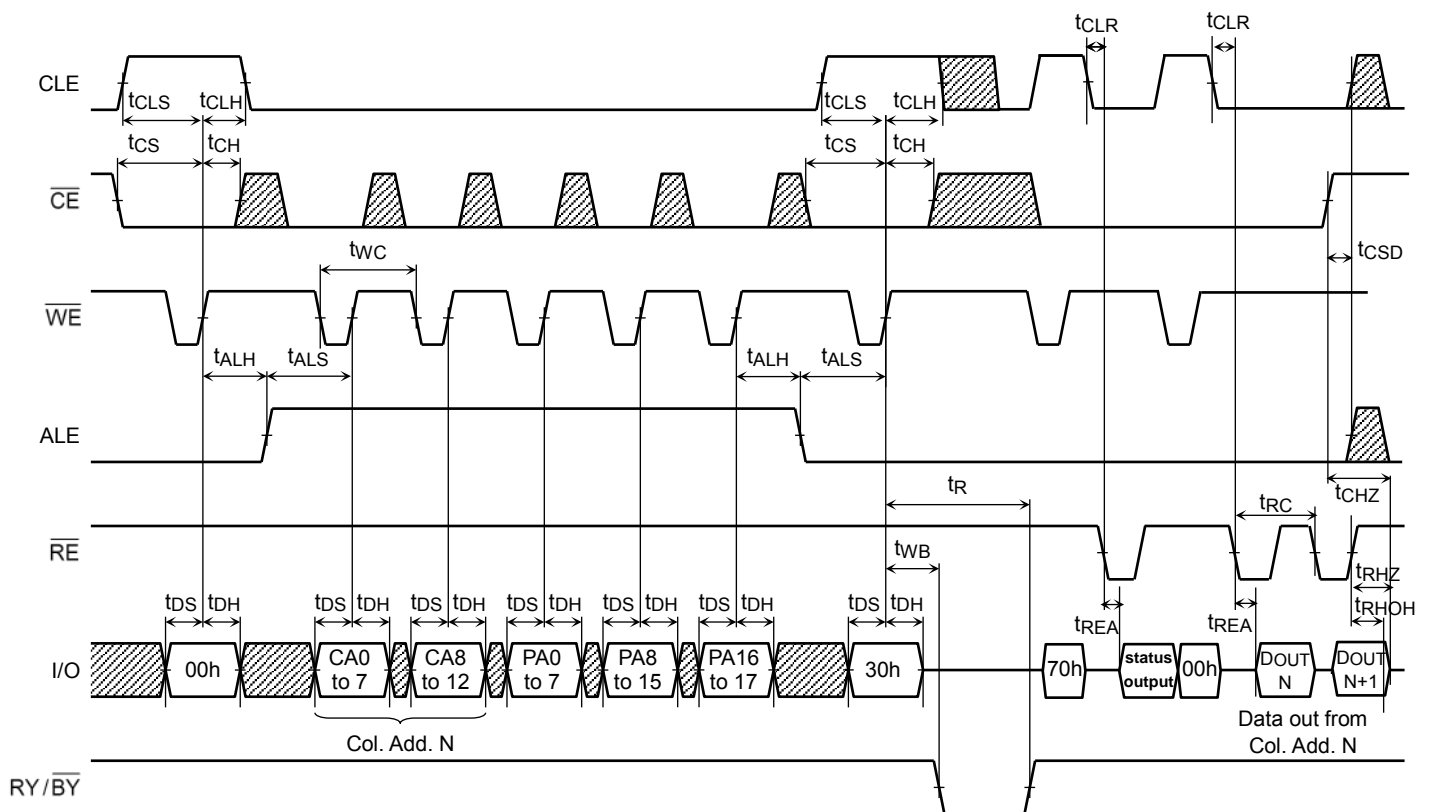 tCLR tCLR
CLE
tCLS tCLH tCLS tCLH
tCS tCH tCS tCH
CE
tWC tCSD
WE
tALH tALS tALH tALS
ALE
tR tCHZ
tRC
RE
tWB tRHZ
tDS tDH tDS tDH tDS tDH tDS tDH tDS tDH tDS tDH tDS tDH tRHOH
tREA tREA
I/O 00h CA0 to 7 CA8 to 12 PA0 to 7 PA8 to 15 PA16 to 17 30h 70h status output 00h DOUT N DOUT N+1
Col. Add. N
Data out from
Col. Add. N
RY/BY